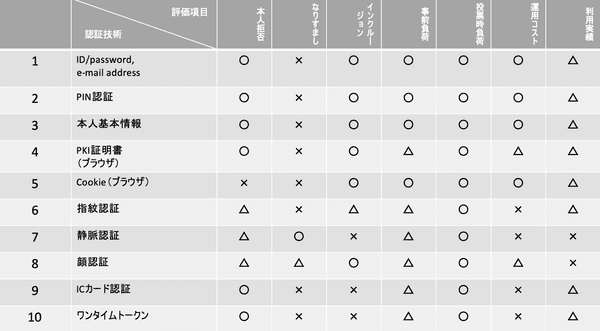 評価項目
認証技術
本人拒否
なりすまし
インクルージョン
事前負荷
投票時負荷
運用コスト
利用実績
1 ID/password, e-mail address ○ × ○ ○ ○ ○ △
2 PIN認証 ○ × ○ ○ ○ ○ △
3 本人基本情報 ○ × ○ ○ ○ ○ △
4 PKI証明書（ブラウザ） ○ × ○ △ ○ △ △
5 Cookie（ブラウザ） × × ○ ○ ○ ○ △
6 指紋認証 △ × △ △ ○ × △
7 静脈認証 △ ○ × △ ○ × ×
8 顔認証 △ △ ○ △ ○ △ ×
9 ICカード認証 ○ × × △ ○ × △
10 ワンタイムトークン ○ × × △ ○ × △